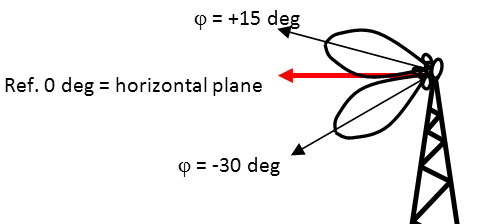 φ = +15 deg
Ref. 0 deg = horizontal plane
φ = -30 deg